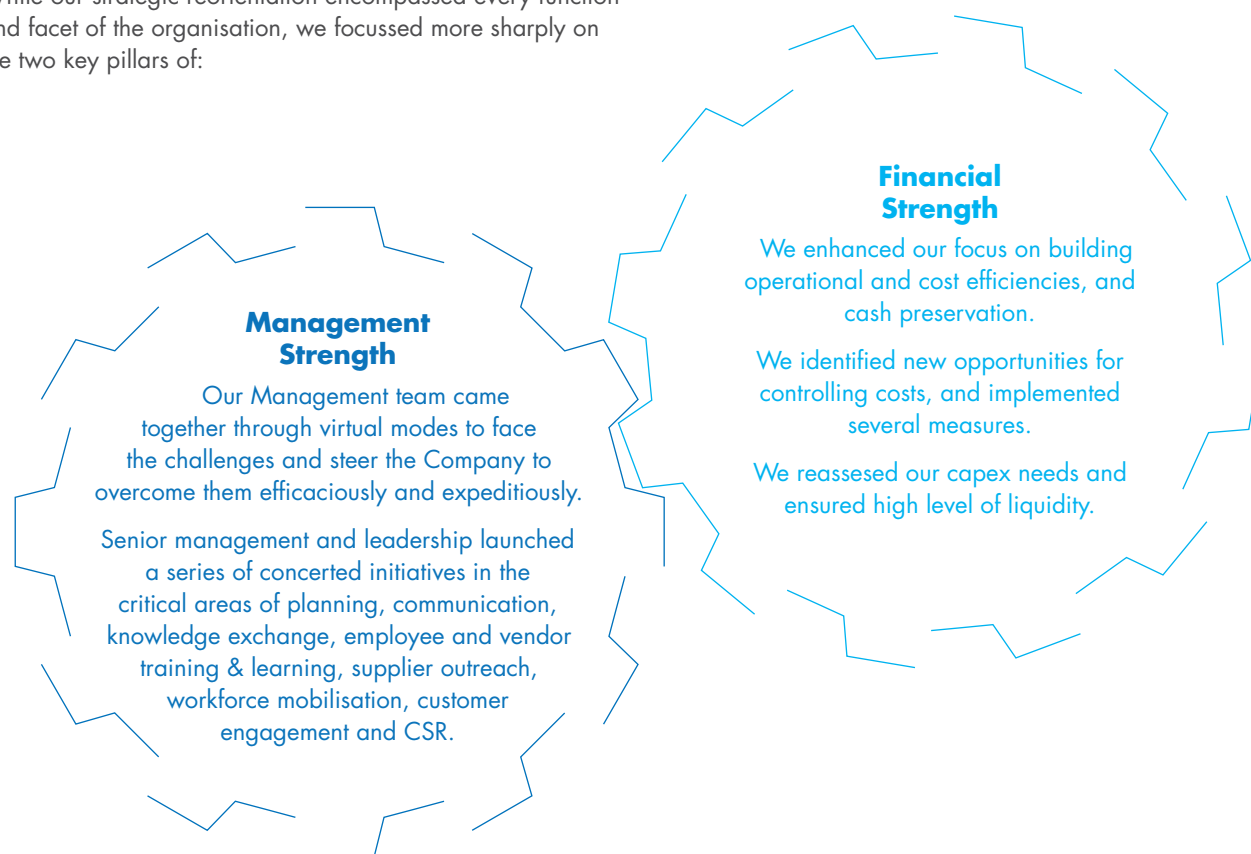 while our strategic reorientation encompassed every function
nd facet of the organisation, we focussed more sharply on
e two key pillars of:
Management
Strength
Our Management team came
together through virtual modes to face
the challenges and steer the Company to
overcome them efficaciously and expeditiously.
Senior management and leadership launched
a series of concerted initiatives in the
critical areas of planning, communication,
knowledge exchange, employee and vendor
training & learning, supplier outreach,
workforce mobilisation, customer
engagement and CSR.
Financial
Strength
We enhanced our focus on building
operational and cost efficiencies, and
cash preservation.
We identified new opportunities for
controlling costs, and implemented
several measures.
We reassesed our capex needs and
ensured high level of liquidity.